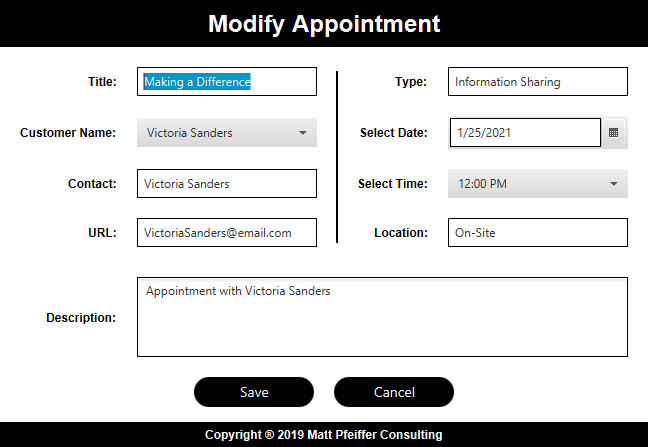 Modify Appointment
Title: Making a Difference
Type: Information Sharing
Customer Name: Victoria Sanders
Select Date: 1/25/2021
Contact: Victoria Sanders
Select Time: 12:00 PM
URL: VictoriaSanders@email.com
Location: On-Site
Description: Appointment with Victoria Sanders
Save Cancel
Copyright ® 2019 Matt Pfeiffer Consulting